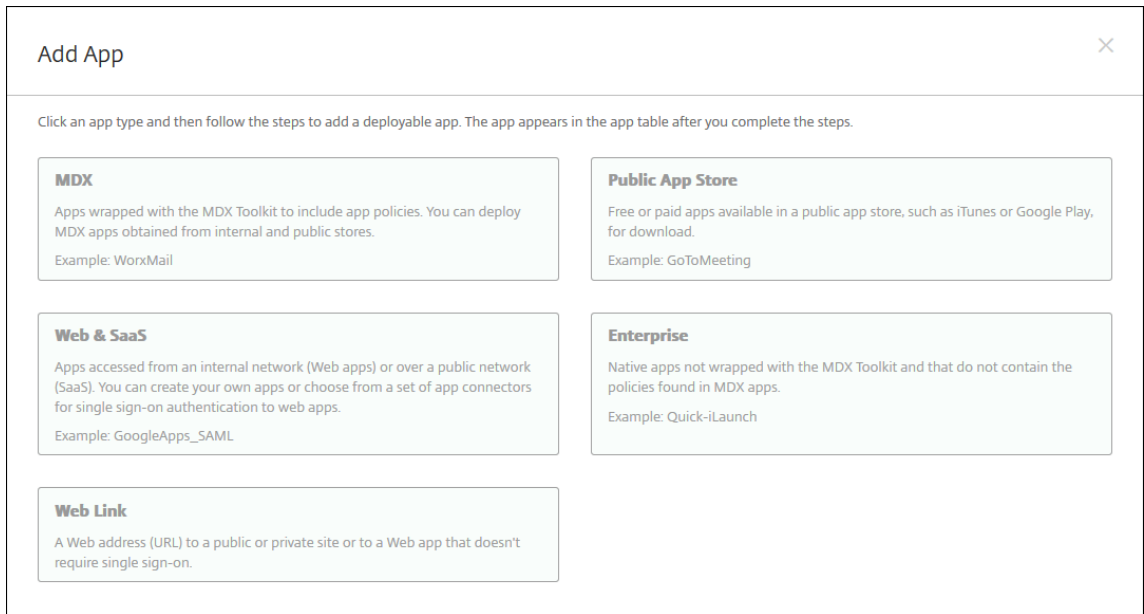 Add App
Click an app type and then follow the steps to add a deployable app. The app appears in the app table after you complete the steps.
MDX
Apps wrapped with the MDX Toolkit to include app policies. You can deploy
MDX apps obtained from internal and public stores.
Example: WorxMail
Public App Store
Free or paid apps available in a public app store, such as iTunes or Google Play,
for download.
Example: GoToMeeting
Web & SaaS
Apps accessed from an internal network (Web apps) or over a public network
(SaaS). You can create your own apps or choose from a set of app connectors
for single sign-on authentication to web apps.
Example: GoogleApps_SAML
Enterprise
Native apps not wrapped with the MDX Toolkit and that do not contain the
policies found in MDX apps.
Example: Quick-iLaunch
Web Link
A Web address (URL) to a public or private site or to a Web app that doesn't
require single sign-on.